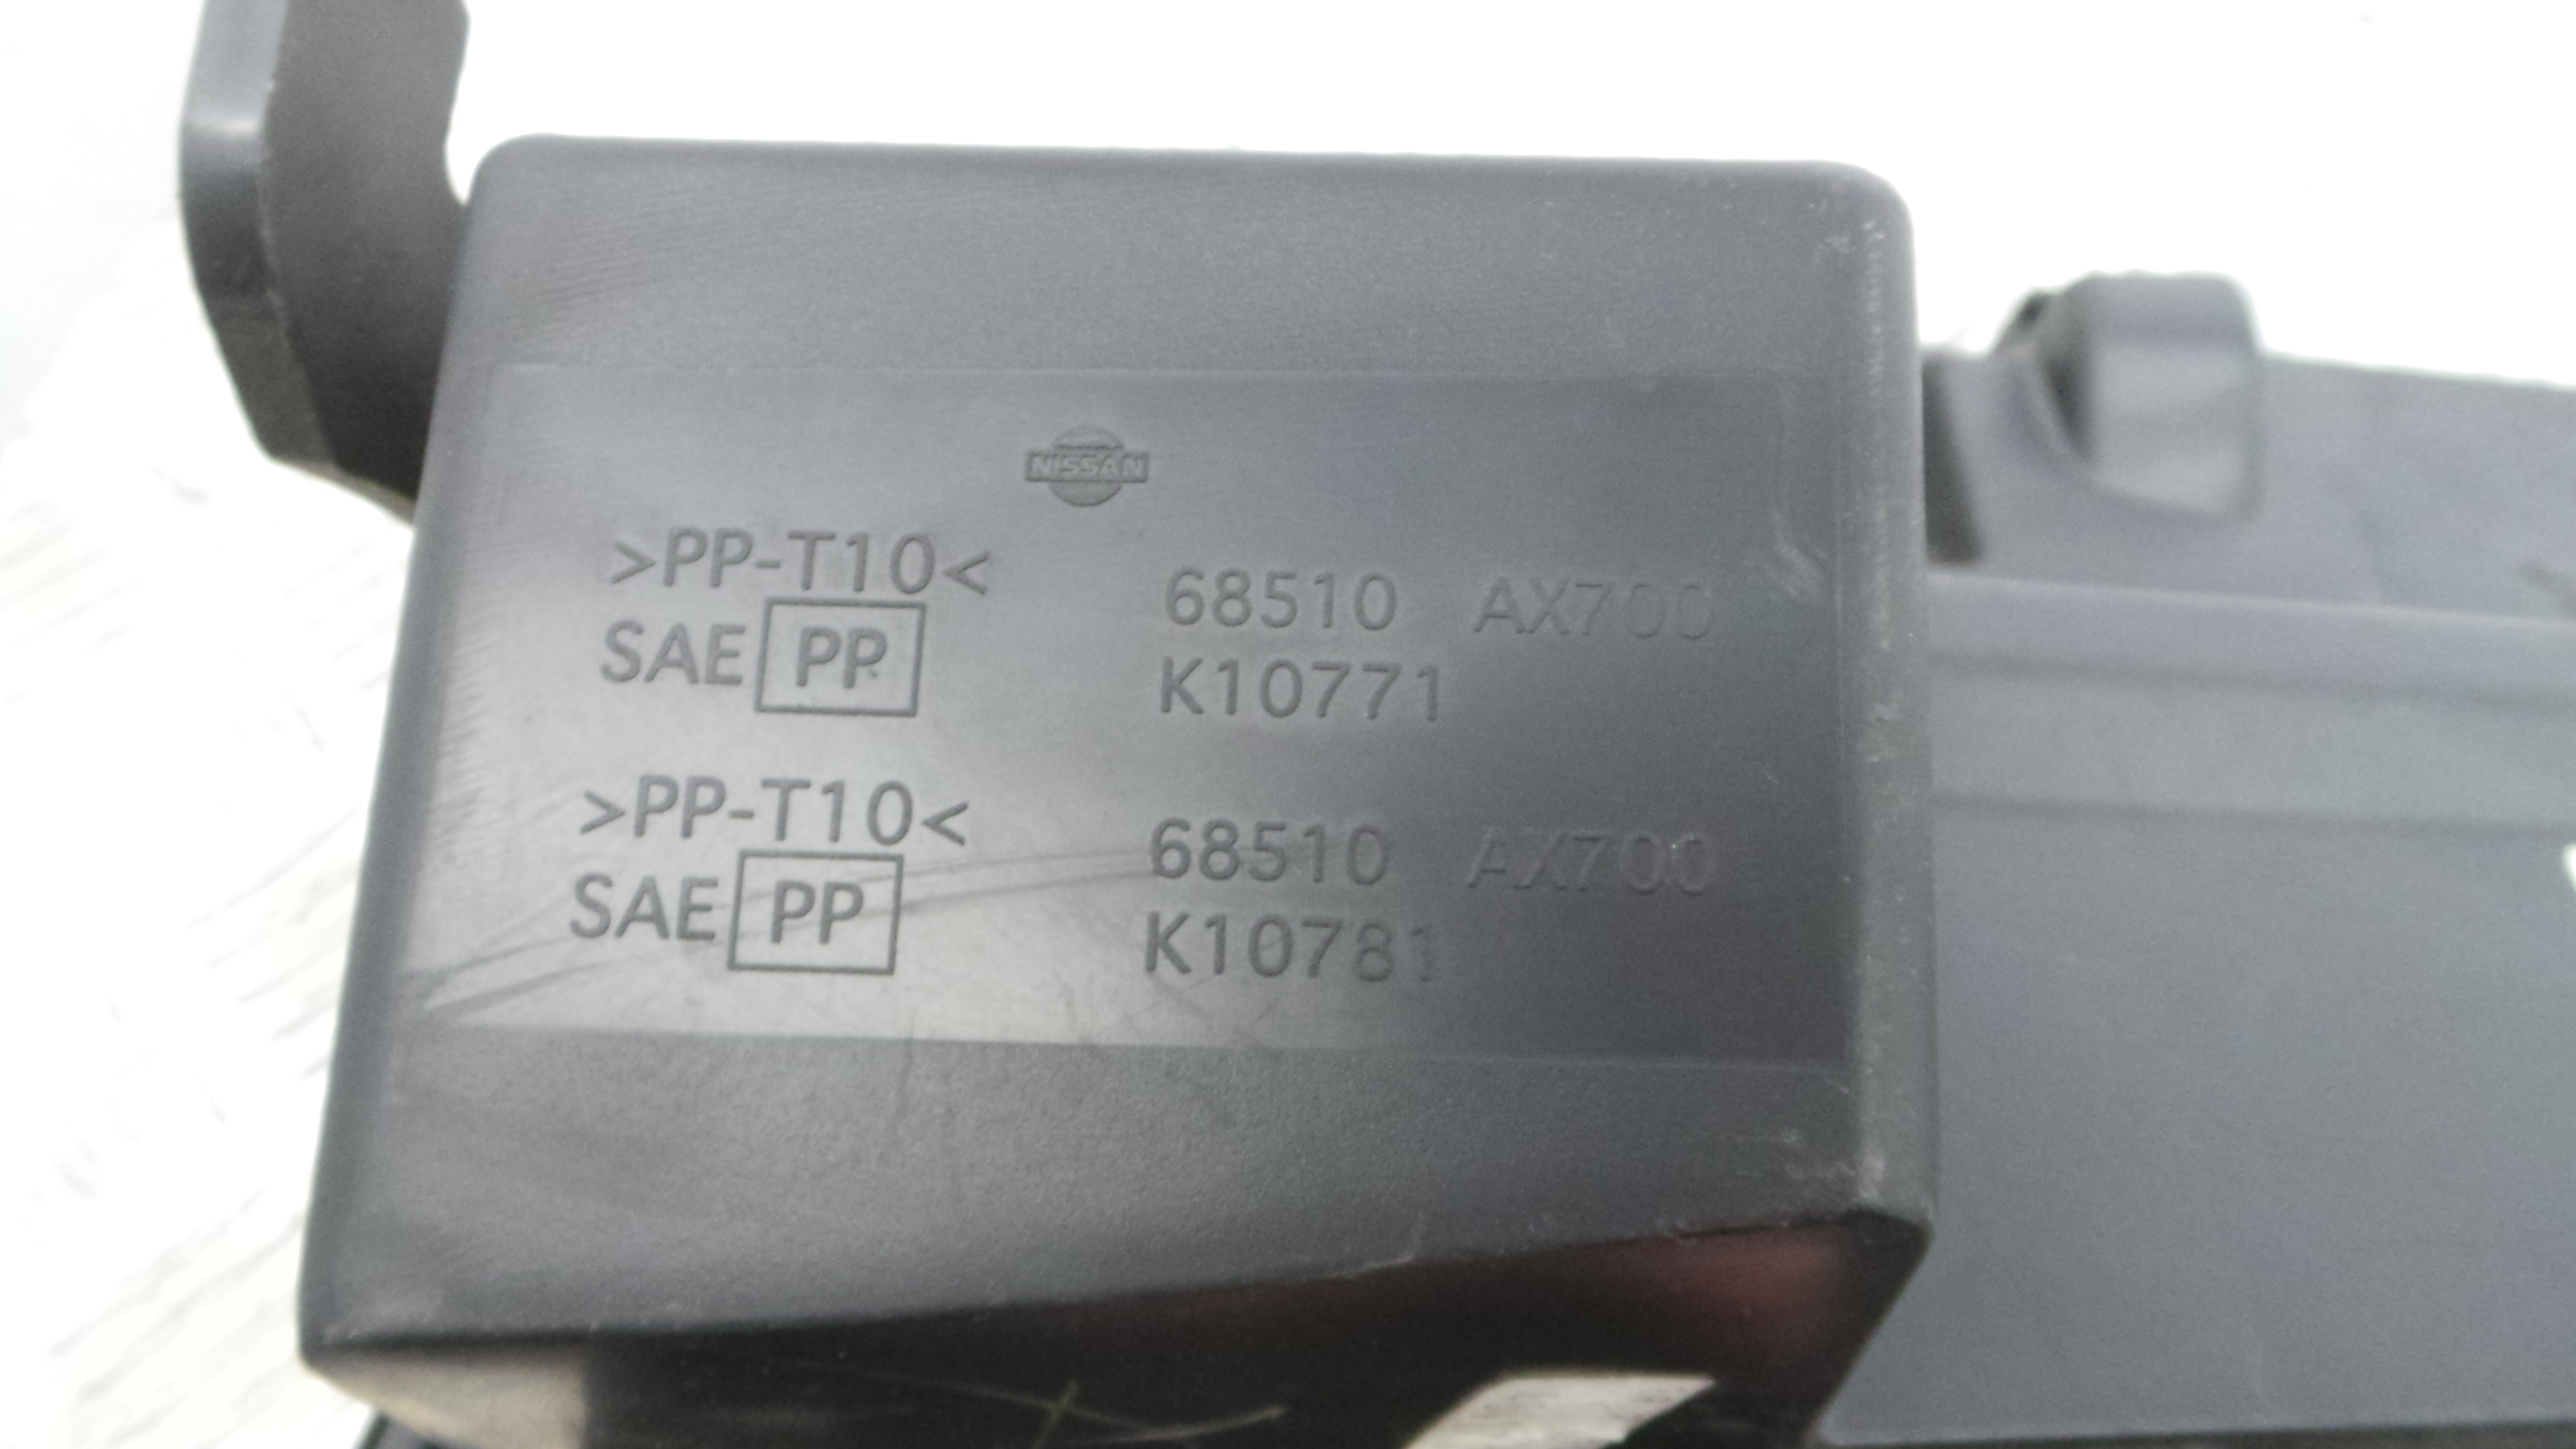 NISSAN
>PP-T10< 68510 AX700
SAE PP K10771
>PP-T10< 68510 AX700
SAE PP K10781